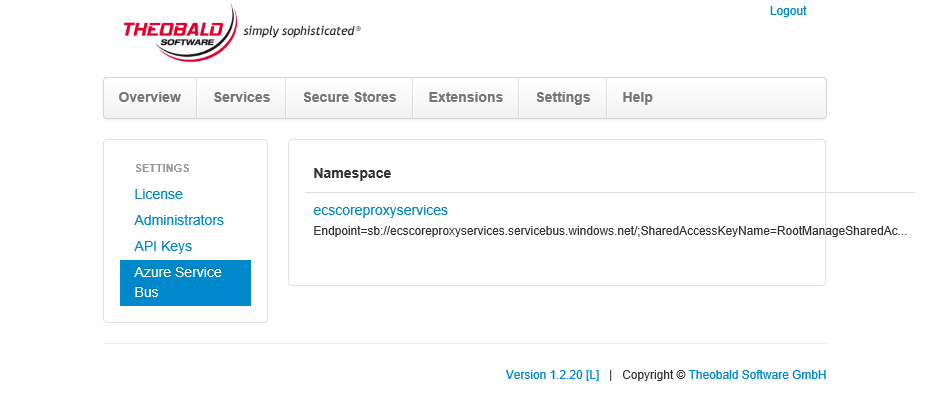 Logout
THEOBALD
SOFTWARE
simply sophisticated®
Overview Services Secure Stores Extensions Settings Help
SETTINGS
License
Administrators
API Keys
Azure Service
Bus
Namespace
ecscoreproxyservices
Endpoint=sb://ecscoreproxyservices.servicebus.windows.net/;SharedAccessKeyName=RootManageSharedAc...
Version 1.2.20 [L] | Copyright © Theobald Software GmbH